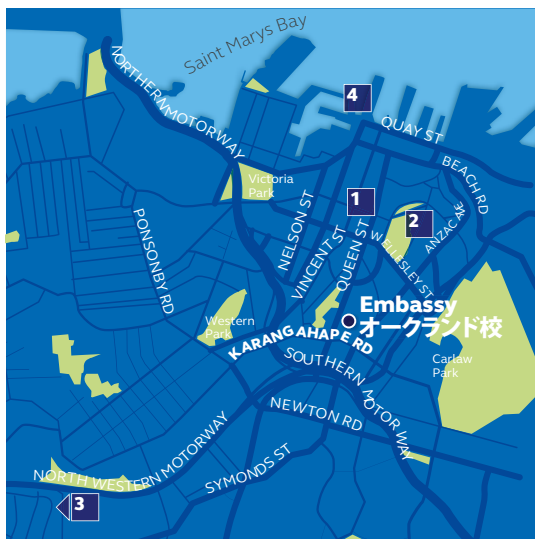 Saint Marys Bay
NORTHERN MOTORWAY
4
QUAY ST
BEACH RD
Victoria
Park
1
2
NELSON ST
VINCENT ST
QUEEN ST
WELLESLEY ST
ANZAC AVE
PONSONBY RD
Embassy
オークランド校
Western
Park
KARANGAHAPE RD
Carlaw
Park
SOUTHERN MOTOR WAY
NEWTON RD
NORTH WESTERN MOTORWAY
SYMONDS ST
3